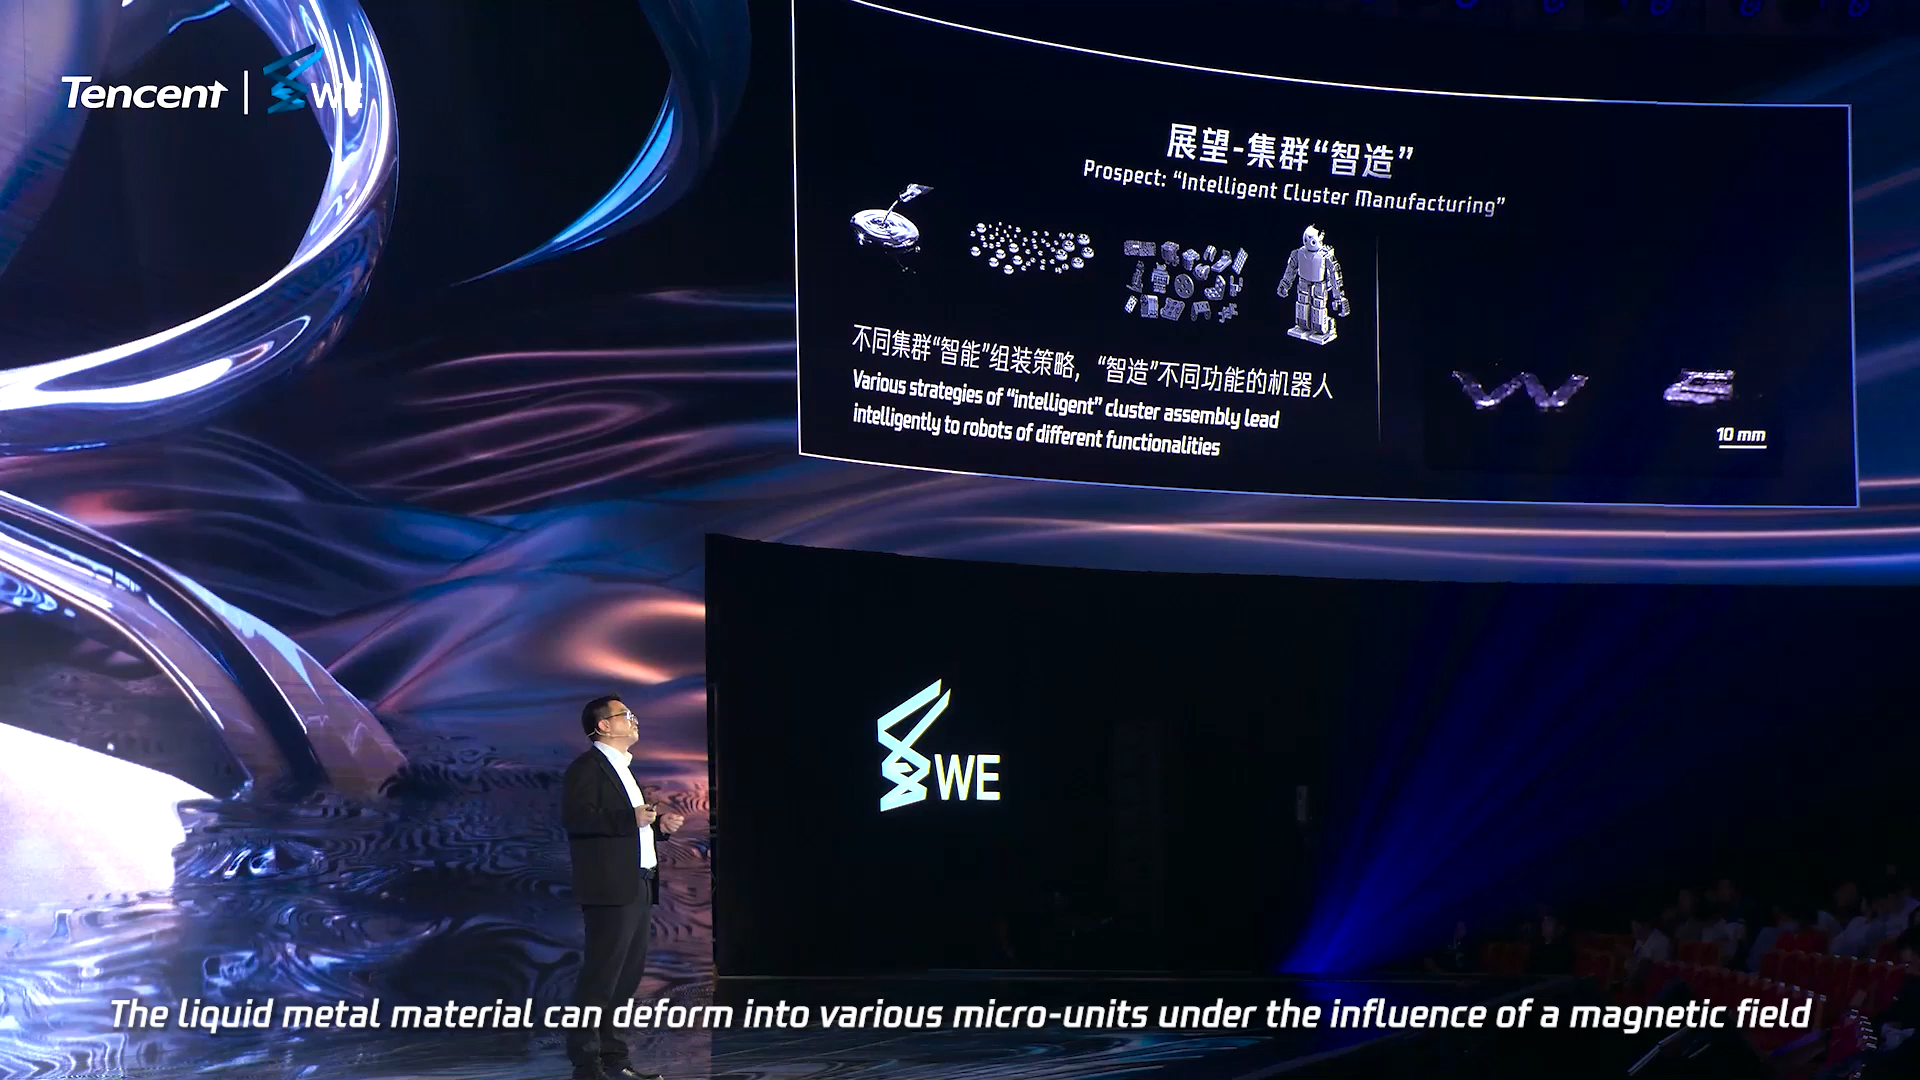 Tencent | WE
展望-集群“智造”
Prospect: “Intelligent Cluster Manufacturing”
不同集群“智能”组装策略，“智造”不同功能的机器人
Various strategies of “intelligent” cluster assembly lead
intelligently to robots of different functionalities
WE
10 mm
WE
The liquid metal material can deform into various micro-units under the influence of a magnetic field